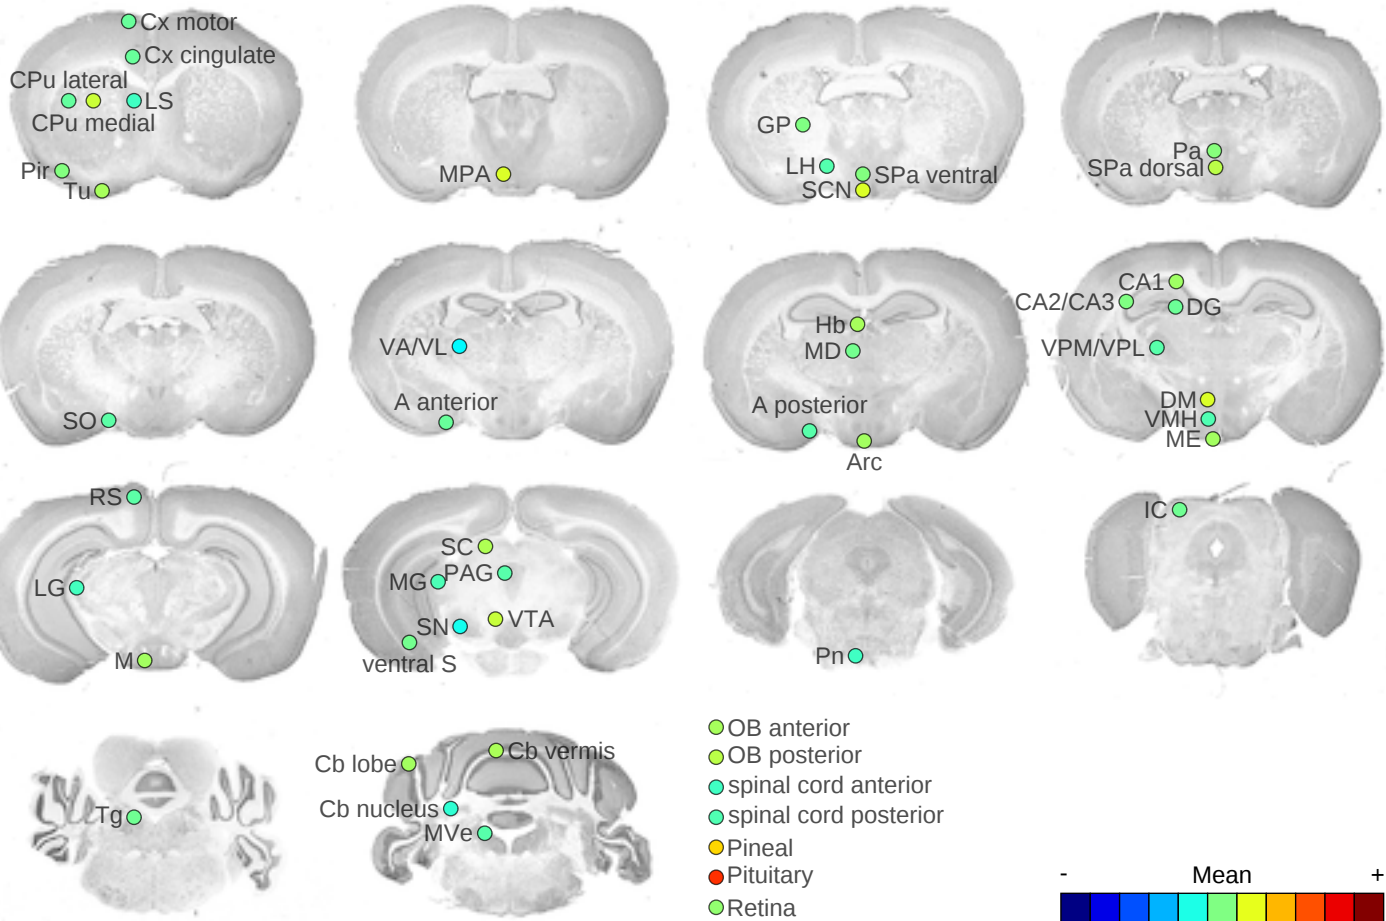 Cx motor
Cx cingulate
CPu lateral
LS
CPu medial
Pir
Tu
MPA
GP
LH
SPa ventral
SCN
Pa
SPa dorsal
SO
VA/VL
A anterior
Hb
MD
A posterior
Arc
CA1
CA2/CA3
DG
VPM/VPL
DM
VMH
ME
RS
LG
M
SC
MG
PAG
SN
VTA
ventral S
Pn
IC
Tg
Cb lobe
Cb vermis
Cb nucleus
MVe
OB anterior
OB posterior
spinal cord anterior
spinal cord posterior
Pineal
Pituitary
Retina
- Mean +